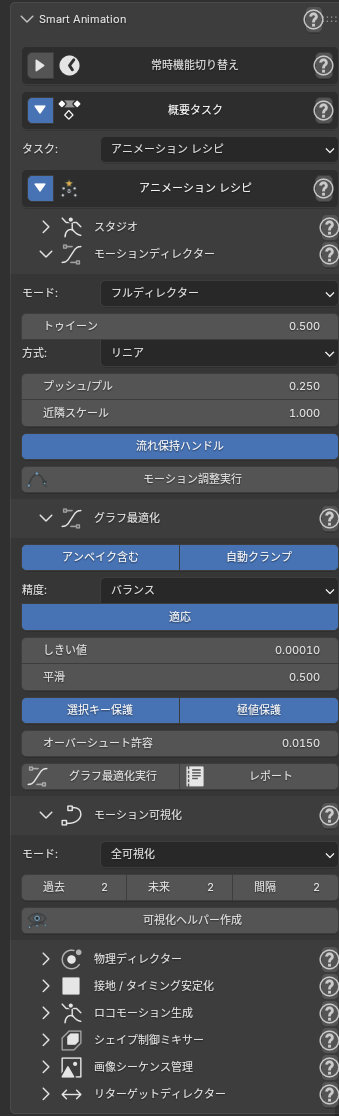 Smart Animation
常時機能切り替え
概要タスク
タスク: アニメーション レシピ
アニメーション レシピ
スタジオ
モーションディレクター
モード: フルディレクター
トゥイーン 0.500
方式: リニア
プッシュ/プル 0.250
近隣スケール 1.000
流れ保持ハンドル
モーション調整実行
グラフ最適化
アンベイク含む 自動クランプ
精度: バランス
適応
しきい値 0.00010
平滑 0.500
選択キー保護 極値保護
オーバーシュート許容 0.0150
グラフ最適化実行 レポート
モーション可視化
モード: 全可視化
過去 2 未来 2 間隔 2
可視化ヘルパー作成
物理ディレクター
接地 / タイミング安定化
ロコモーション生成
シェイプ制御ミキサー
画像シーケンス管理
リターゲットディレクター